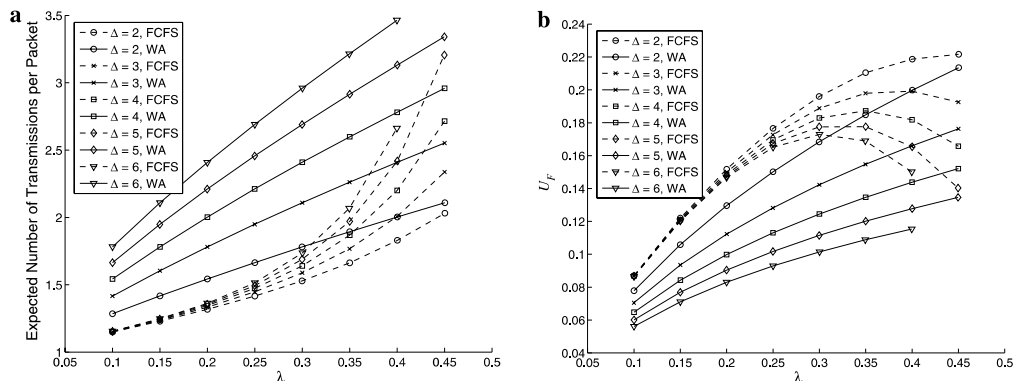 a
Expected Number of Transmissions per Packet
3.5
3
2.5
2
1.5
1
0.05 0.1 0.15 0.2 0.25 0.3 0.35 0.4 0.45 0.5
λ
Δ = 2, FCFS
Δ = 2, WA
Δ = 3, FCFS
Δ = 3, WA
Δ = 4, FCFS
Δ = 4, WA
Δ = 5, FCFS
Δ = 5, WA
Δ = 6, FCFS
Δ = 6, WA
b
U_F
0.24
0.22
0.2
0.18
0.16
0.14
0.12
0.1
0.08
0.06
0.04
0.05 0.1 0.15 0.2 0.25 0.3 0.35 0.4 0.45 0.5
λ
Δ = 2, FCFS
Δ = 2, WA
Δ = 3, FCFS
Δ = 3, WA
Δ = 4, FCFS
Δ = 4, WA
Δ = 5, FCFS
Δ = 5, WA
Δ = 6, FCFS
Δ = 6, WA